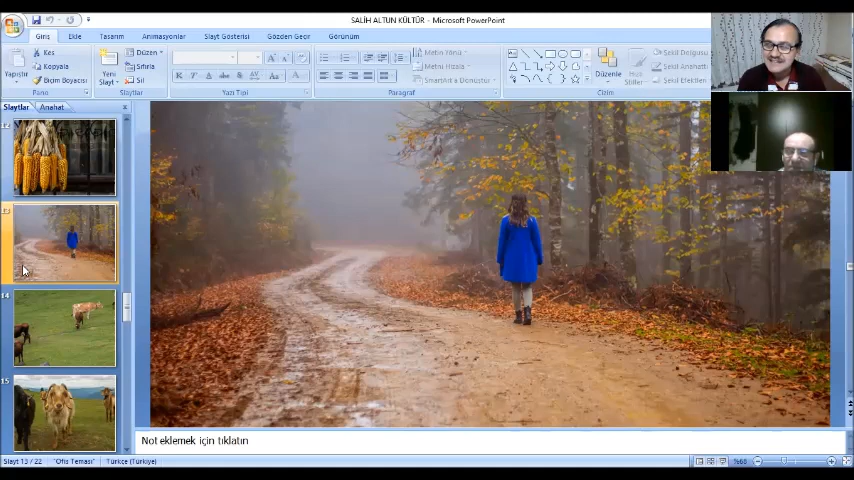 SALİH ALTUN KÜLTÜR - Microsoft PowerPoint
Giriş Ekle Tasarım Animasyonlar Slayt Gösterisi Gözden Geçir Görünüm
Yapıştır
Kes
Kopyala
Biçim Boyacısı
Yeni Slayt
Düzen
Sıfırla
Sil
K T A
Metin Yönü
Metni Hizala
SmartArt'a Dönüştür
Düzenle
Hızlı Stiller
Şekil Dolgusu
Şekil Anahattı
Şekil Efektleri
Pano Slaytlar Yazı Tipi Paragraf Çizim
Slaytlar Anahat
12
13
14
15
Not eklemek için tıklatın
Slayt 13 / 22 "Ofis Teması" Türkçe (Türkiye) %68